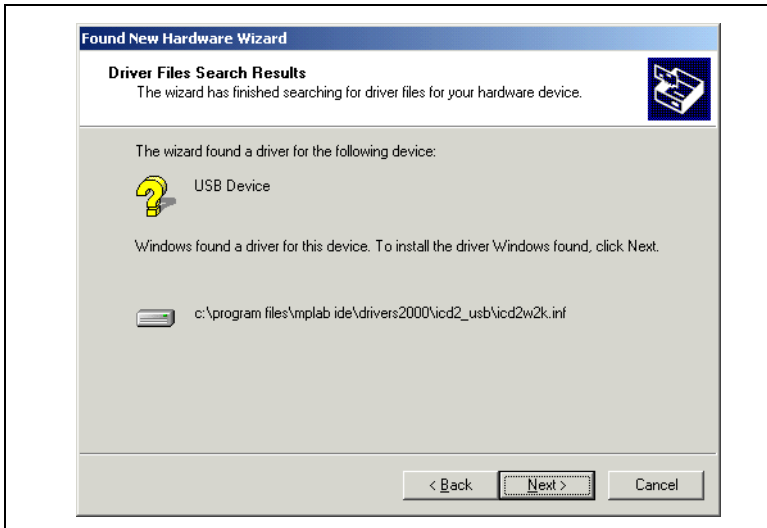 Found New Hardware Wizard
Driver Files Search Results
The wizard has finished searching for driver files for your hardware device.
The wizard found a driver for the following device:
USB Device
Windows found a driver for this device. To install the driver Windows found, click Next.
c:\program files\mplab ide\drivers2000\icd2_usb\icd2w2k.inf
< Back Next > Cancel